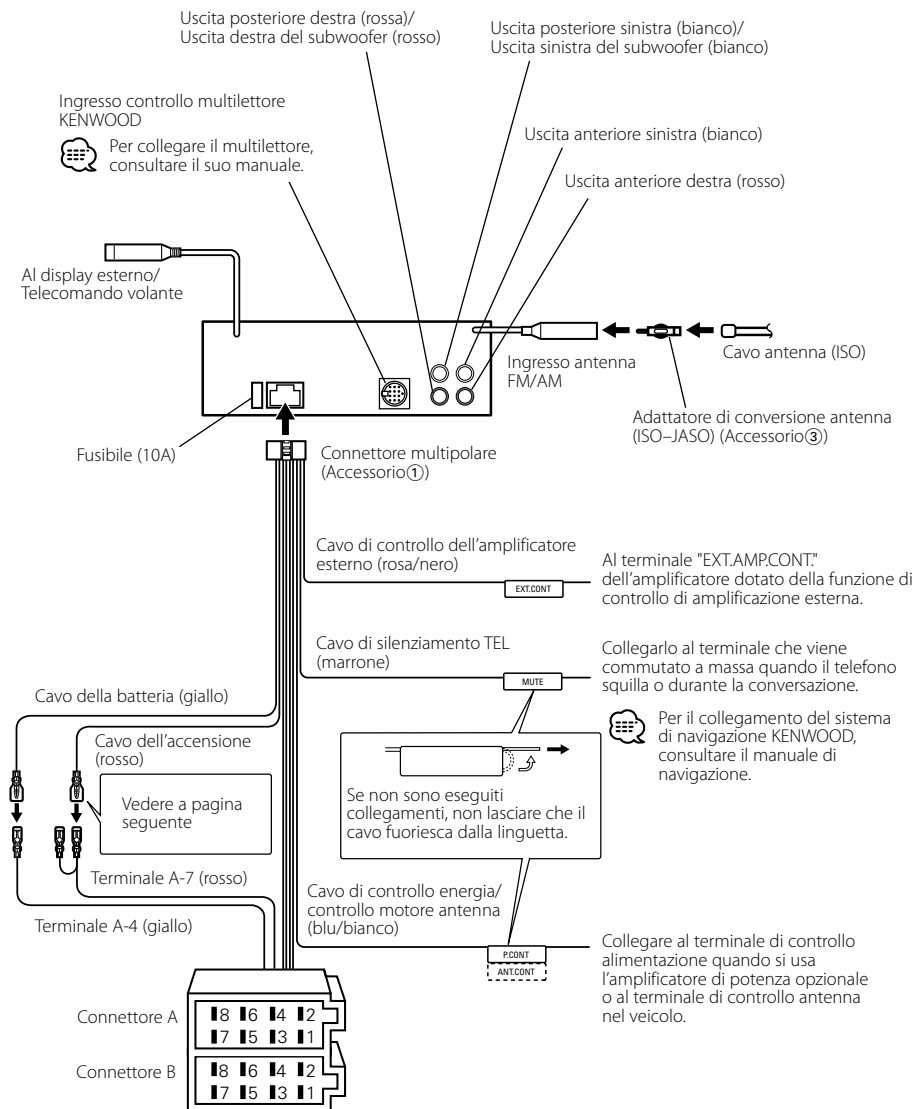 Uscita posteriore destra (rossa)/
Uscita destra del subwoofer (rosso)
Uscita posteriore sinistra (bianco)/
Uscita sinistra del subwoofer (bianco)
Ingresso controllo multilettore
KENWOOD
Per collegare il multilettore,
consultare il suo manuale.
Uscita anteriore sinistra (bianco)
Uscita anteriore destra (rosso)
Al display esterno/
Telecomando volante
Ingresso antenna
FM/AM
Cavo antenna (ISO)
Adattatore di conversione antenna
(ISO–JASO) (Accessorio③)
Fusibile (10A)
Connettore multipolare
(Accessorio①)
Cavo di controllo dell'amplificatore
esterno (rosa/nero)
EXT.CONT
Al terminale "EXT.AMP.CONT."
dell'amplificatore dotato della funzione di
controllo di amplificazione esterna.
Cavo di silenziamento TEL
(marrone)
MUTE
Collegarlo al terminale che viene
commutato a massa quando il telefono
squilla o durante la conversazione.
Per il collegamento del sistema
di navigazione KENWOOD,
consultare il manuale di
navigazione.
Cavo della batteria (giallo)
Cavo dell'accensione
(rosso)
Vedere a pagina
seguente
Se non sono eseguiti
collegamenti, non lasciare che il
cavo fuoriesca dalla linguetta.
Terminale A-7 (rosso)
Terminale A-4 (giallo)
Cavo di controllo energia/
controllo motore antenna
(blu/bianco)
P.CONT
ANT.CONT
Collegare al terminale di controllo
alimentazione quando si usa
l'amplificatore di potenza opzionale
o al terminale di controllo antenna
nel veicolo.
Connettore A
8 6 4 2
7 5 3 1
Connettore B
8 6 4 2
7 5 3 1